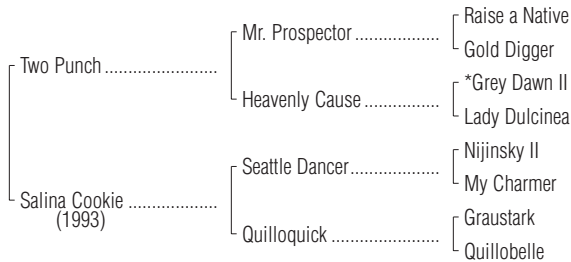 Raise a Native
Mr. Prospector ..................
Gold Digger
Two Punch ........................
*Grey Dawn II
Heavenly Cause ................
Lady Dulcinea
Nijinsky II
Seattle Dancer...................
My Charmer
Salina Cookie ...................
(1993)
Graustark
Quilloquick .......................
Quillobelle